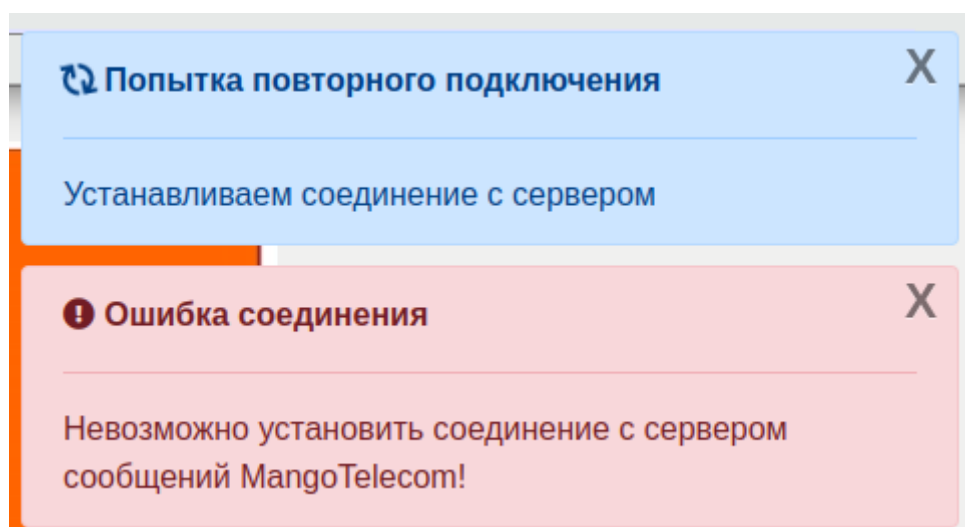 Попытка повторного подключения
X
Устанавливаем соединение с сервером
Ошибка соединения
X
Невозможно установить соединение с сервером
сообщений MangoTelecom!